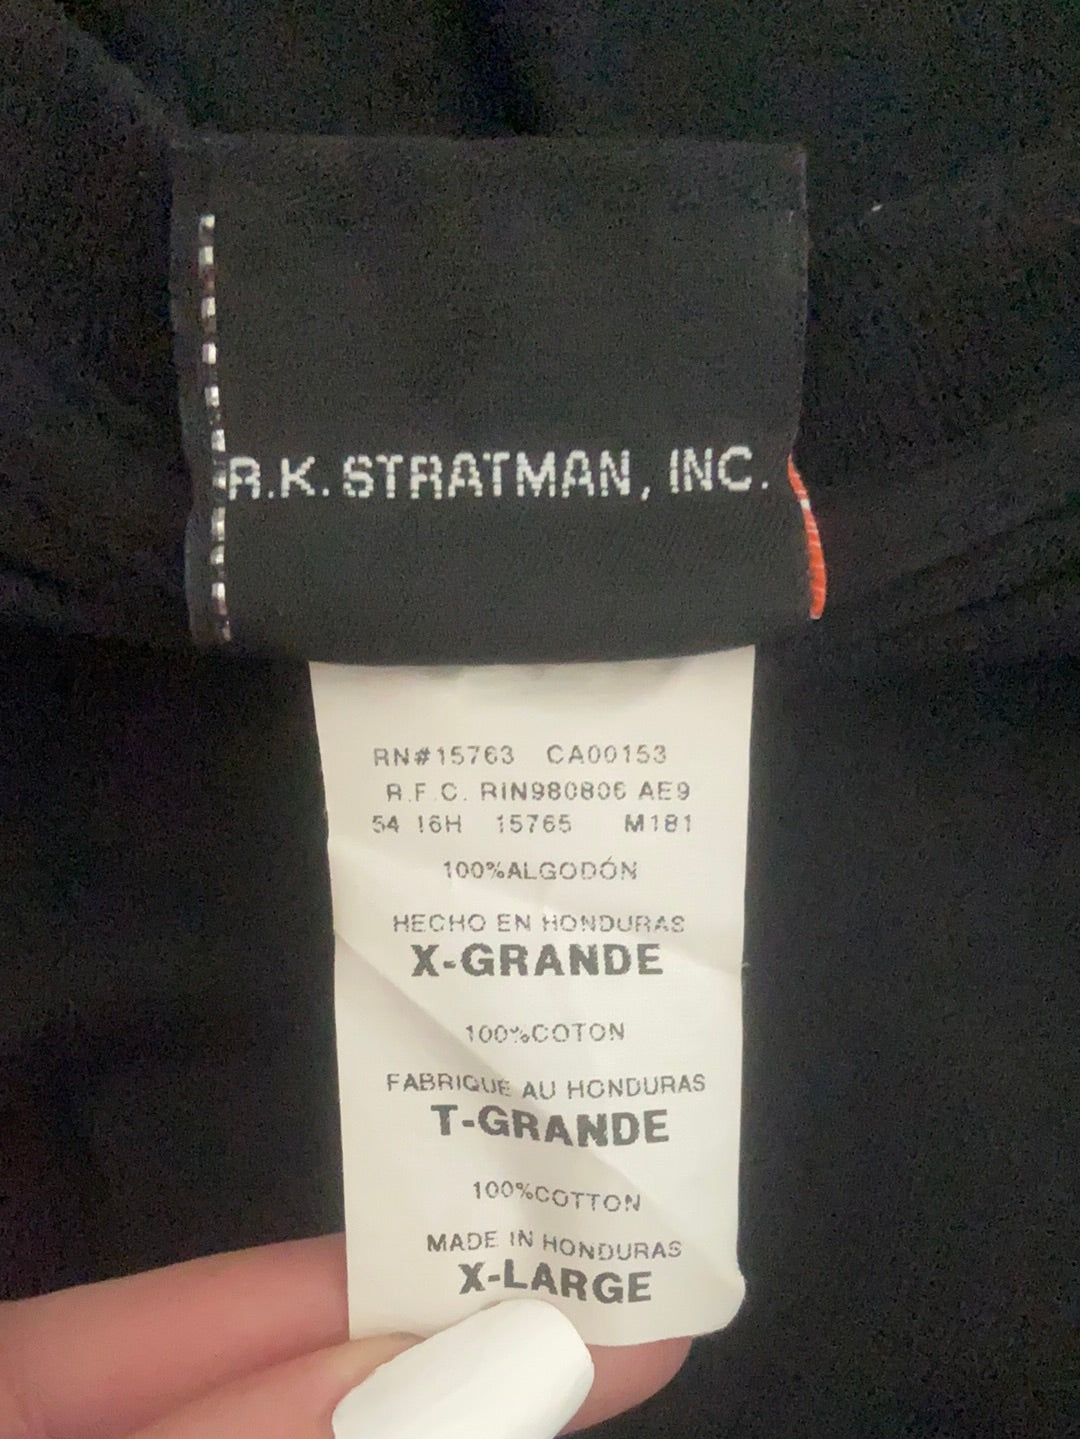 R.K. STRATMAN, INC.
RN#15763 CA00153
R.F.C. RIN980806 AE9
54 16H 15765 M181
100%ALGODÓN
HECHO EN HONDURAS
X-GRANDE
100%COTON
FABRIQUE AU HONDURAS
T-GRANDE
100%COTTON
MADE IN HONDURAS
X-LARGE